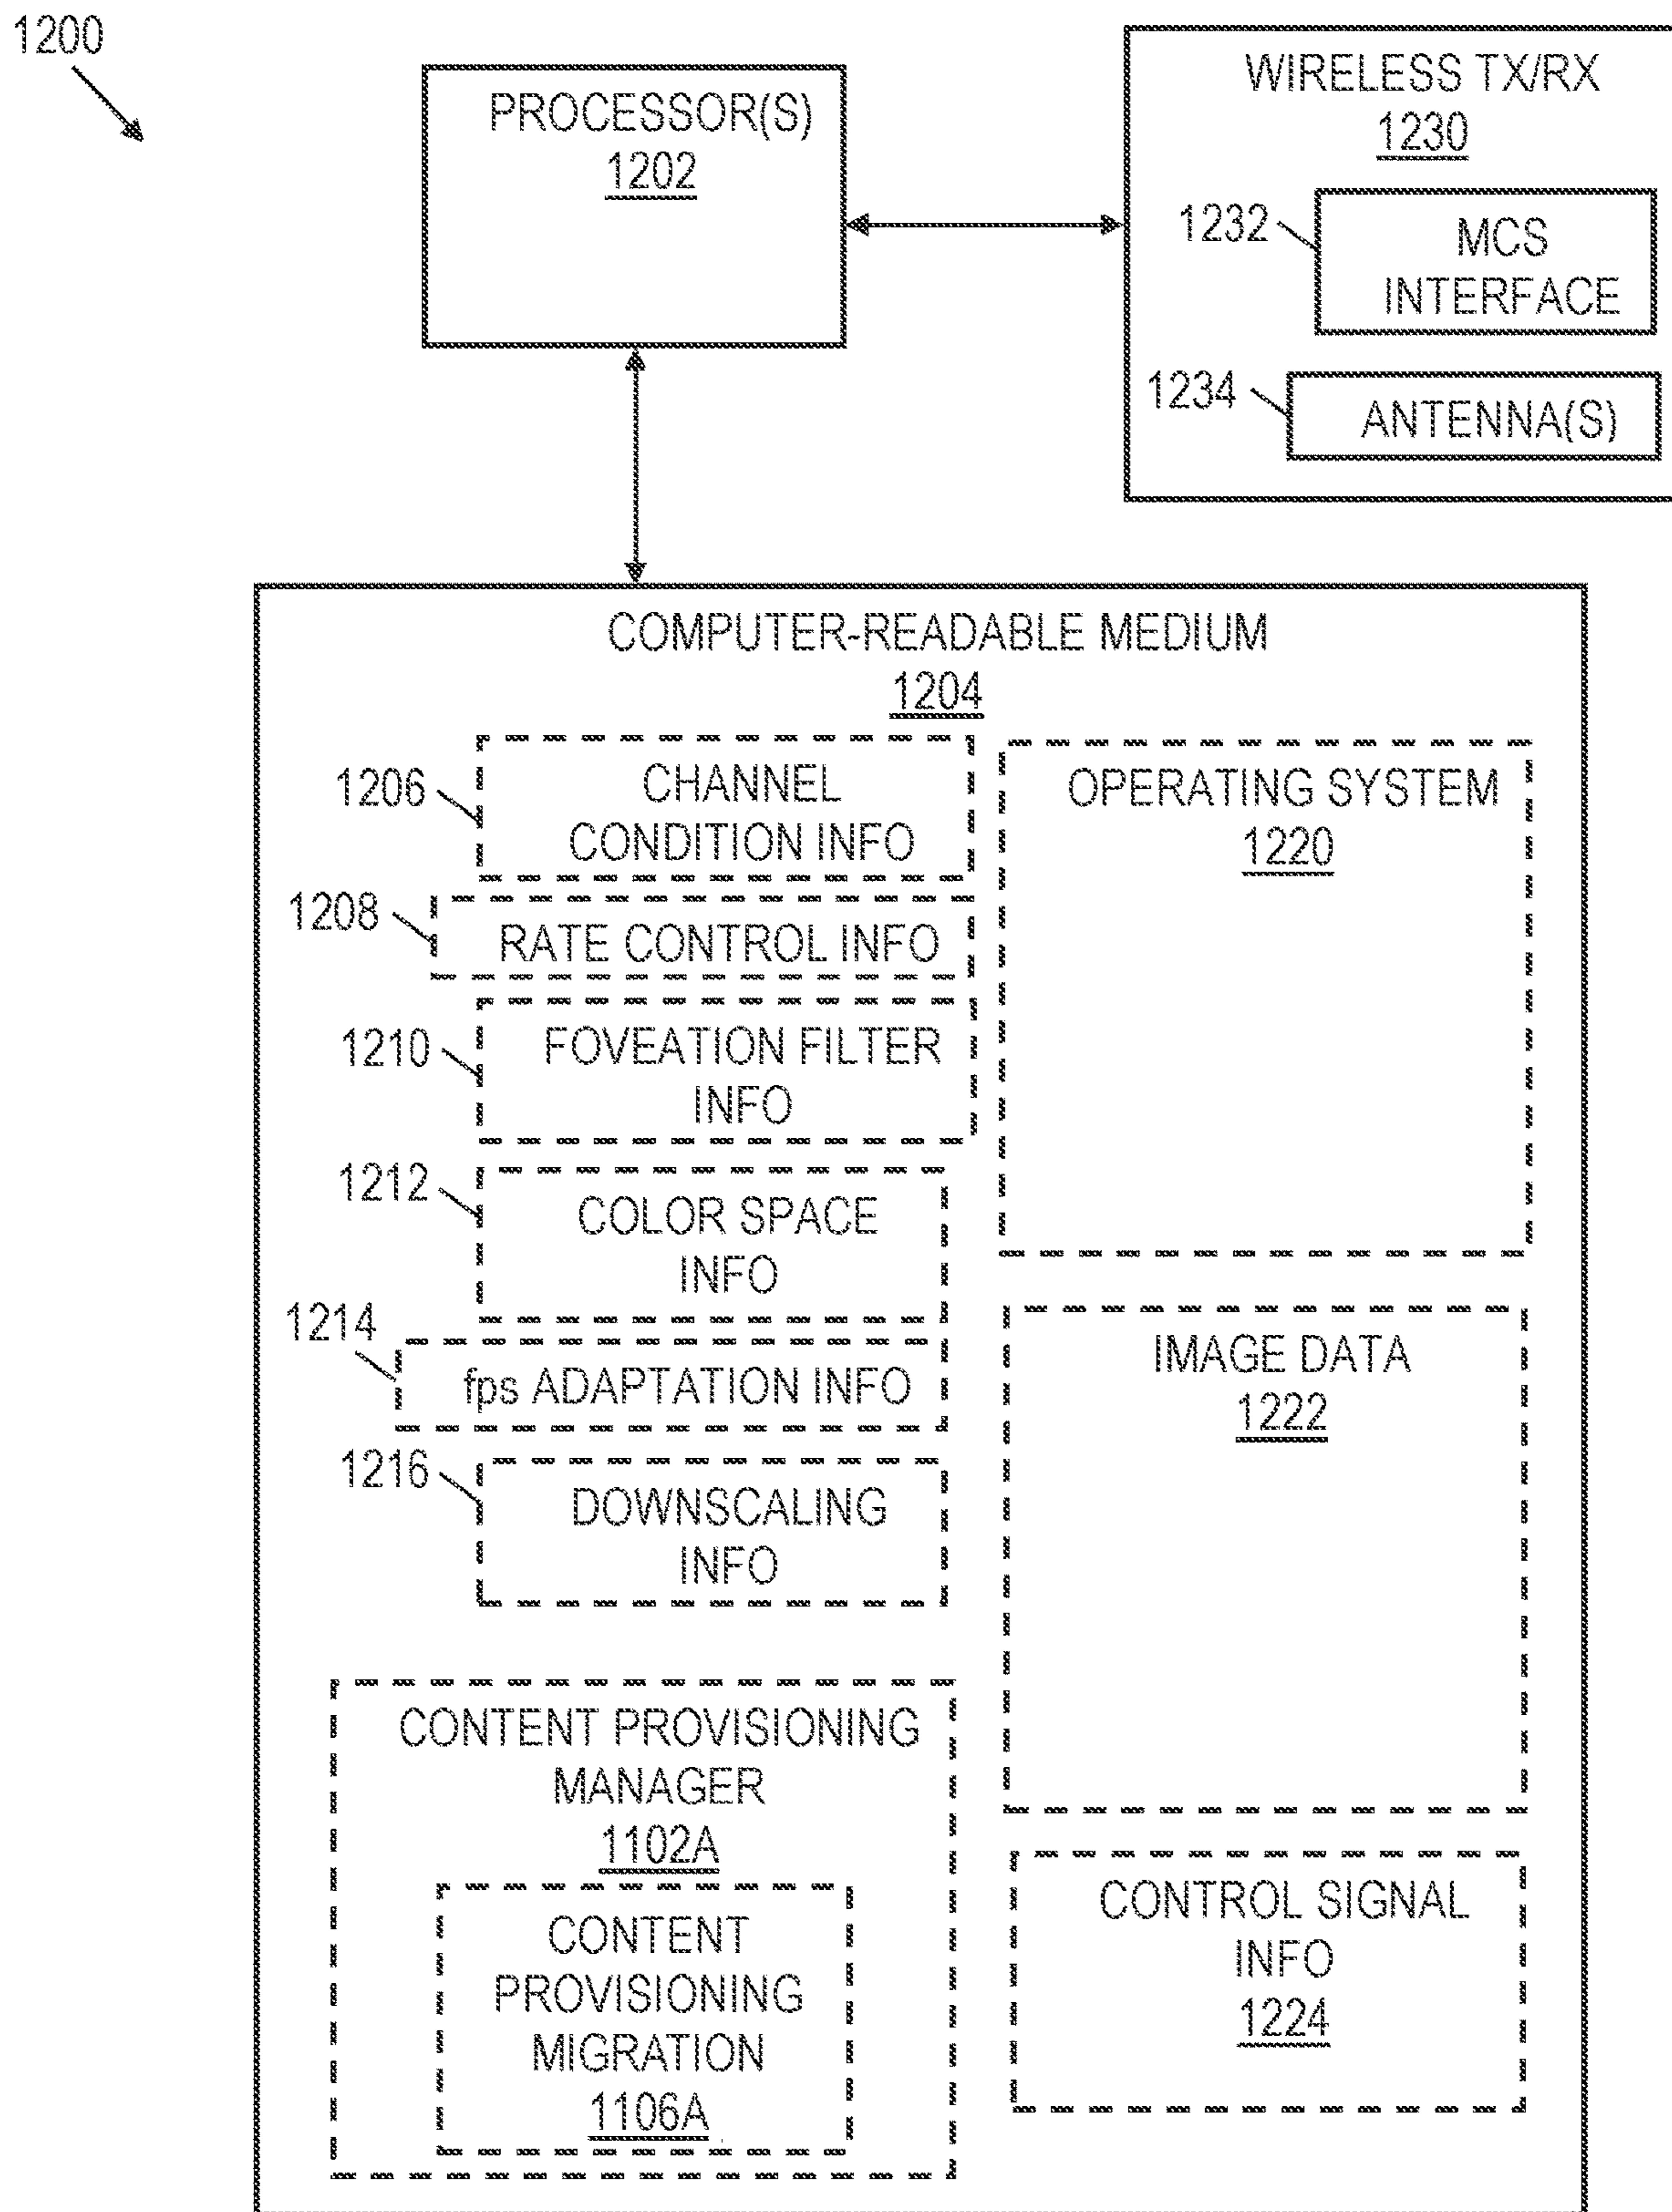 1200
PROCESSOR(S)
1202
WIRELESS TX/RX
1230
1232
MCS
INTERFACE
1234
ANTENNA(S)
COMPUTER-READABLE MEDIUM
1204
1206
CHANNEL
CONDITION INFO
1208
RATE CONTROL INFO
1210
FOVEATION FILTER
INFO
1212
COLOR SPACE
INFO
1214
fps ADAPTATION INFO
1216
DOWNSCALING
INFO
CONTENT PROVISIONING
MANAGER
1102A
CONTENT
PROVISIONING
MIGRATION
1106A
OPERATING SYSTEM
1220
IMAGE DATA
1222
CONTROL SIGNAL
INFO
1224